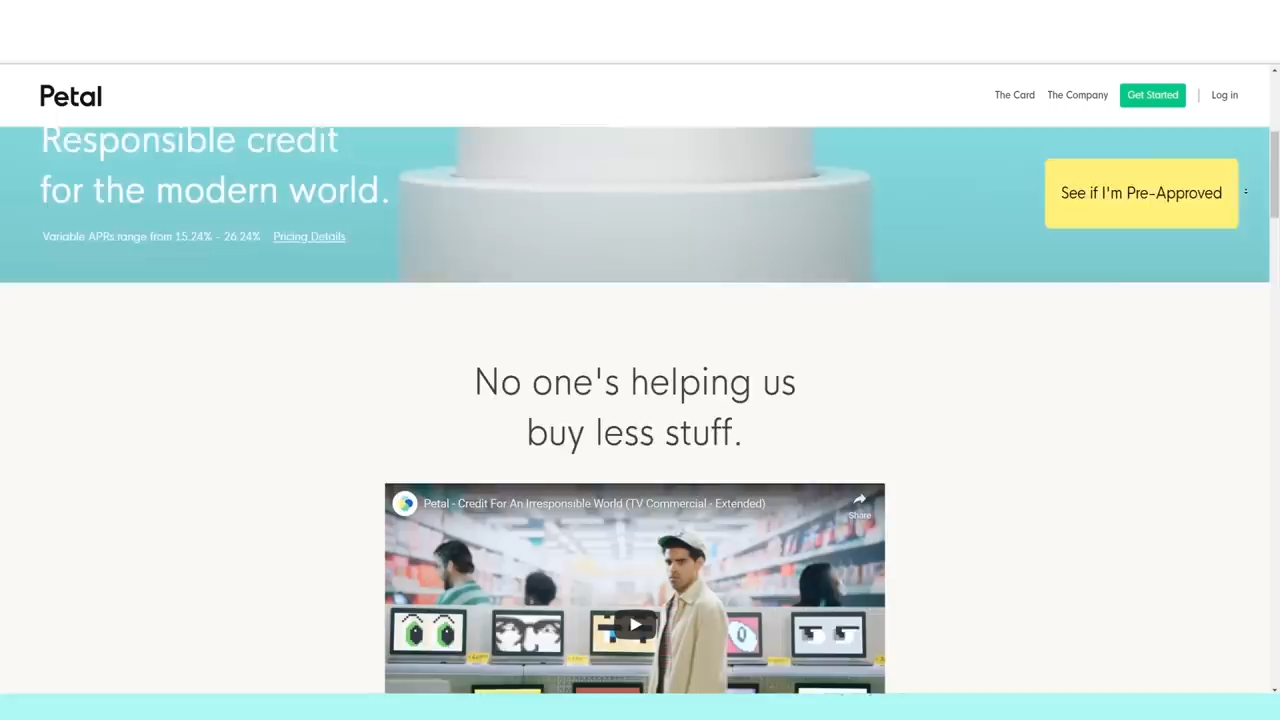 Petal
The Card
The Company
Get Started
Log in
Responsible credit
for the modern world.
See if I'm Pre-Approved
Variable APRs range from 15.24% - 26.24%
Pricing Details
No one's helping us
buy less stuff.
Petal - Credit For An Irresponsible World (TV Commercial - Extended)
Share